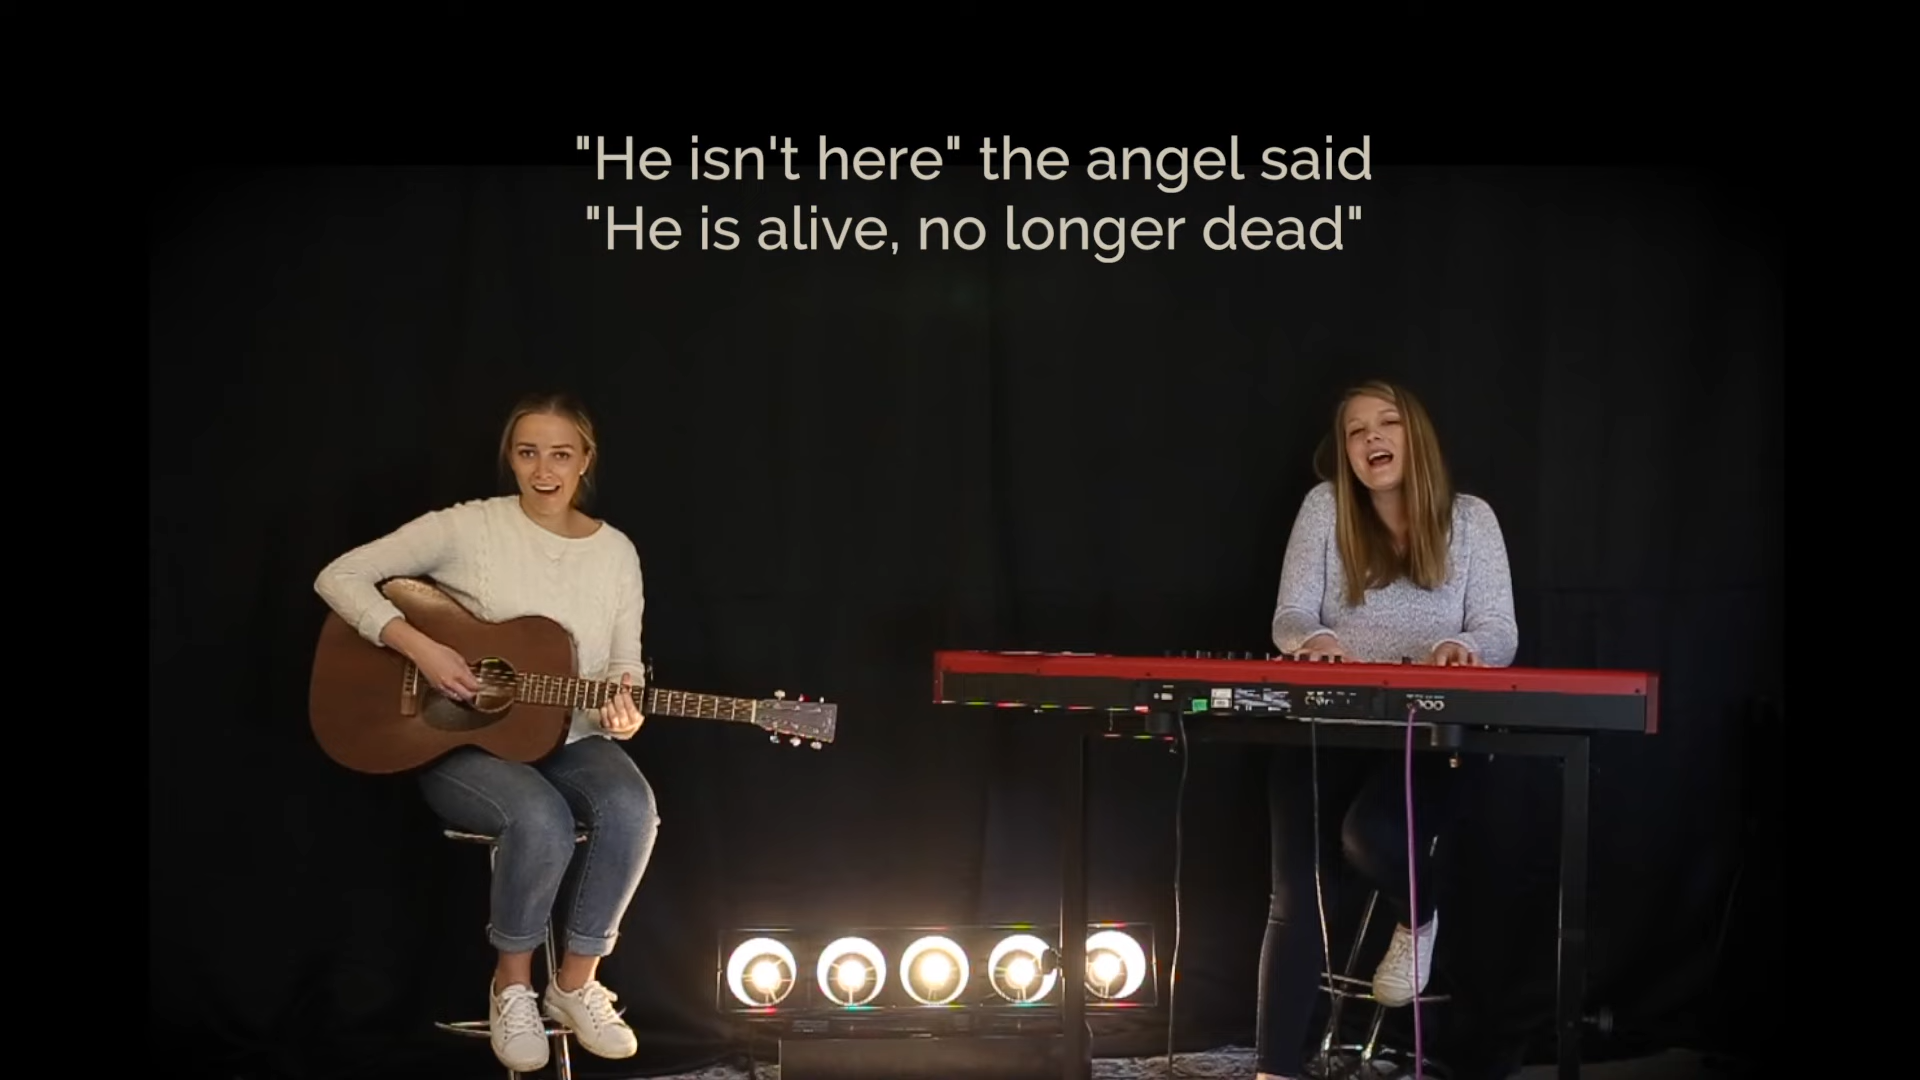 "He isn't here" the angel said
"He is alive, no longer dead"